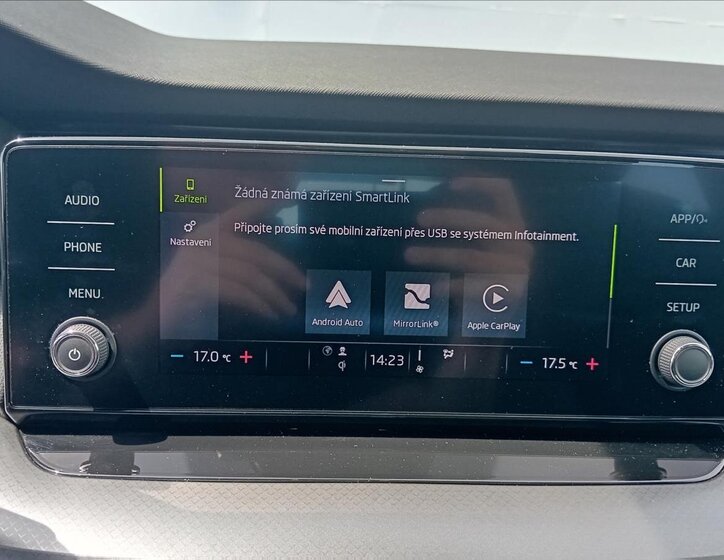 AUDIO
PHONE
MENU
Zařízení
Nastavení
Žádná známá zařízení SmartLink
Připojte prosím své mobilní zařízení přes USB se systémem Infotainment.
Android Auto
MirrorLink®
Apple CarPlay
− 17.0 °C +
14:23
− 17.5 °C +
APP/
CAR
SETUP